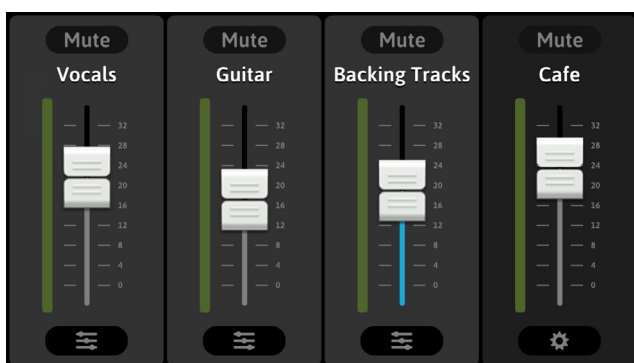 Mute Mute Mute Mute
Vocals Guitar Backing Tracks Cafe
32 32 32 32
28 28 28 28
24 24 24 24
20 20 20 20
16 16 16 16
12 12 12 12
8 8 8 8
4 4 4 4
0 0 0 0